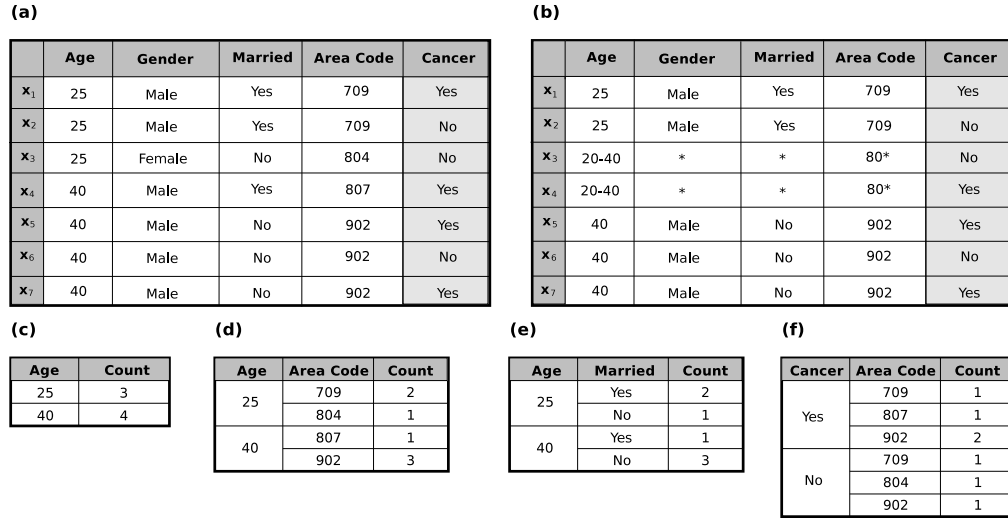 (a)
Age Gender Married Area Code Cancer
x1 25 Male Yes 709 Yes
x2 25 Male Yes 709 No
x3 25 Female No 804 No
x4 40 Male Yes 807 Yes
x5 40 Male No 902 Yes
x6 40 Male No 902 No
x7 40 Male No 902 Yes
(b)
Age Gender Married Area Code Cancer
x1 25 Male Yes 709 Yes
x2 25 Male Yes 709 No
x3 20-40 * * 80* No
x4 20-40 * * 80* Yes
x5 40 Male No 902 Yes
x6 40 Male No 902 No
x7 40 Male No 902 Yes
(c)
Age Count
25 3
40 4
(d)
Age Area Code Count
25
709 2
804 1
40
807 1
902 3
(e)
Age Married Count
25
Yes 2
No 1
40
Yes 1
No 3
(f)
Cancer Area Code Count
Yes
709 1
807 1
902 2
No
709 1
804 1
902 1